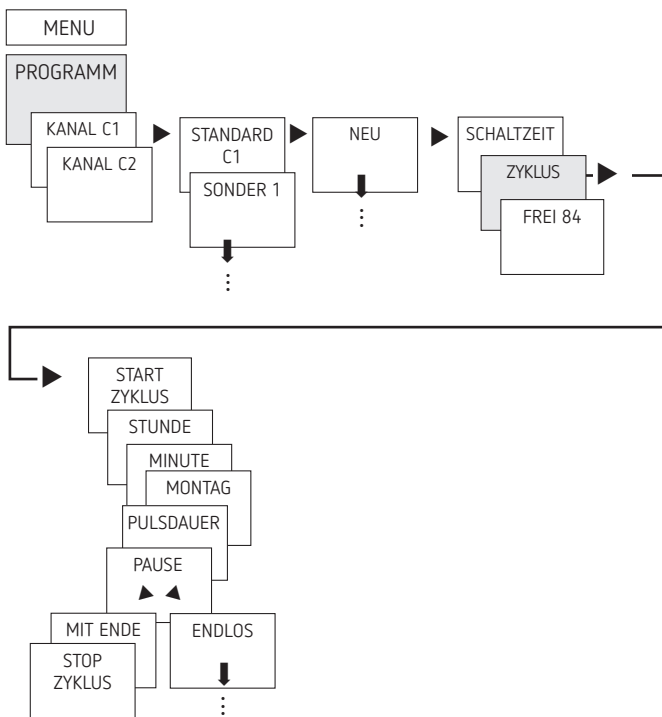 MENU
PROGRAMM
KANAL C1
KANAL C2
STANDARD
C1
SONDER 1
NEU
SCHALTZEIT
ZYKLUS
FREI 84
START
ZYKLUS
STUNDE
MINUTE
MONTAG
PULSDAUER
PAUSE
MIT ENDE
ENDLOS
STOP
ZYKLUS